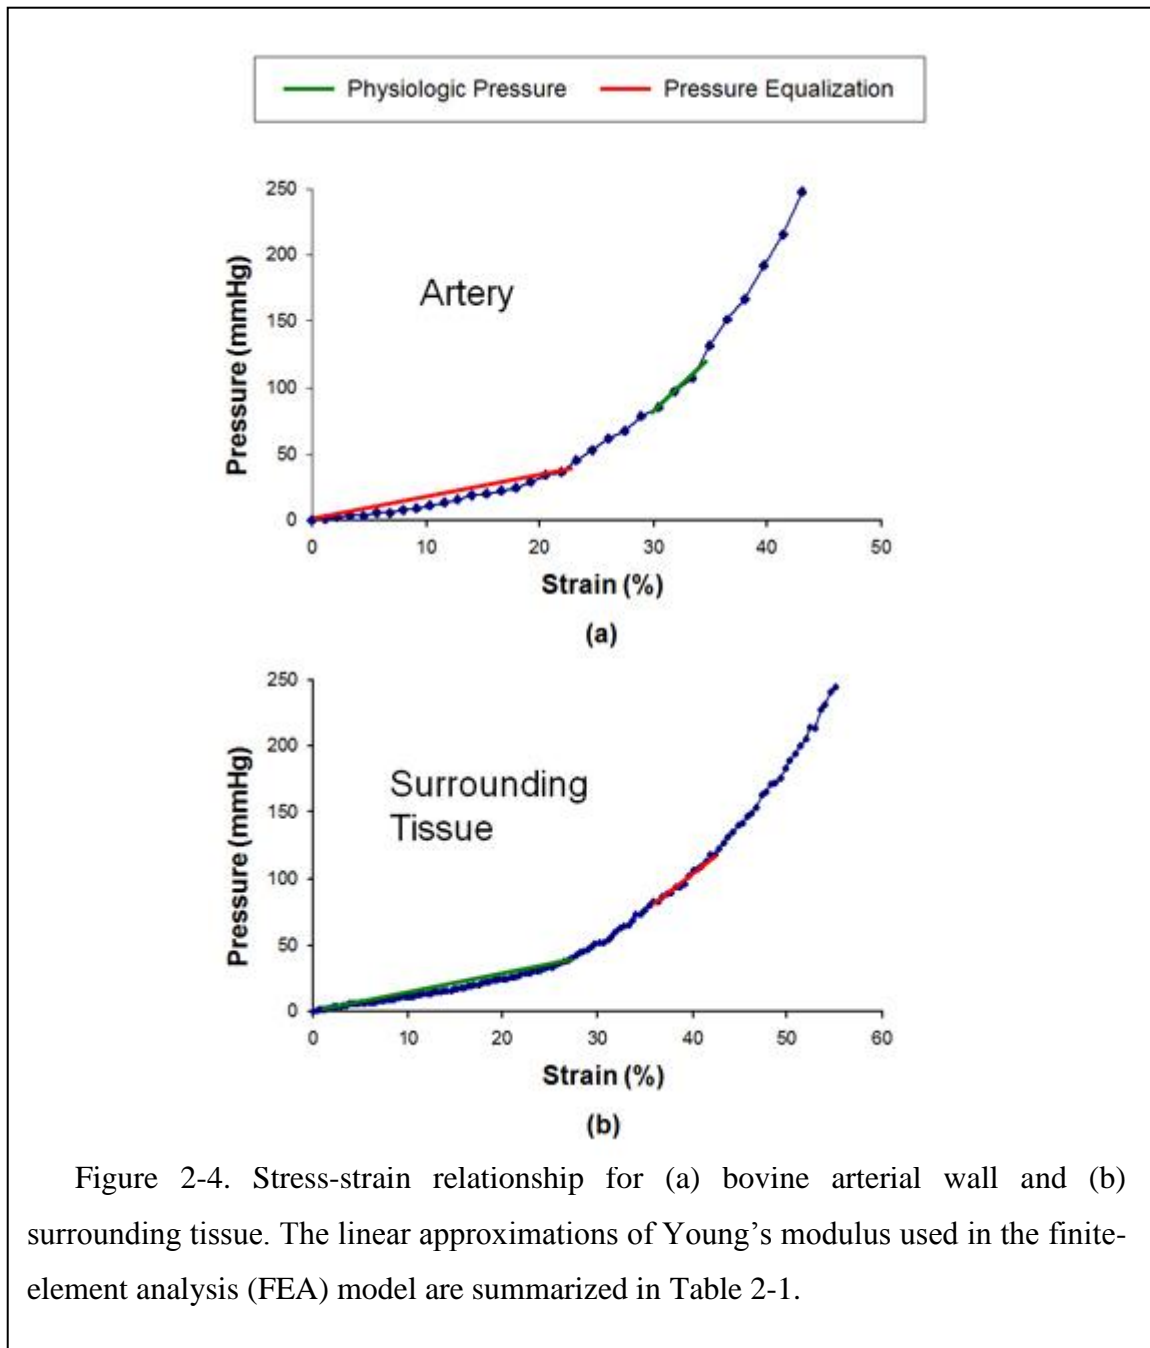 Physiologic Pressure Pressure Equalization
250
200
150
100
50
0
Pressure (mmHg)
Artery
0 10 20 30 40 50
Strain (%)
(a)
250
200
150
100
50
0
Pressure (mmHg)
Surrounding
Tissue
0 10 20 30 40 50 60
Strain (%)
(b)
Figure 2-4. Stress-strain relationship for (a) bovine arterial wall and (b)
surrounding tissue. The linear approximations of Young’s modulus used in the finite-
element analysis (FEA) model are summarized in Table 2-1.